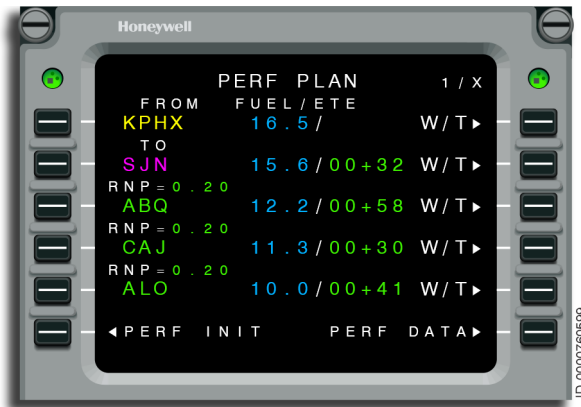 Honeywell
PERF PLAN 1 / X
FROM FUEL/ETE
KPHX 16.5/ W/T▶
TO
SJN 15.6/00+32 W/T▶
RNP=0.20
ABQ 12.2/00+58 W/T▶
RNP=0.20
CAJ 11.3/00+30 W/T▶
RNP=0.20
ALO 10.0/00+41 W/T▶
◀PERF INIT PERF DATA▶